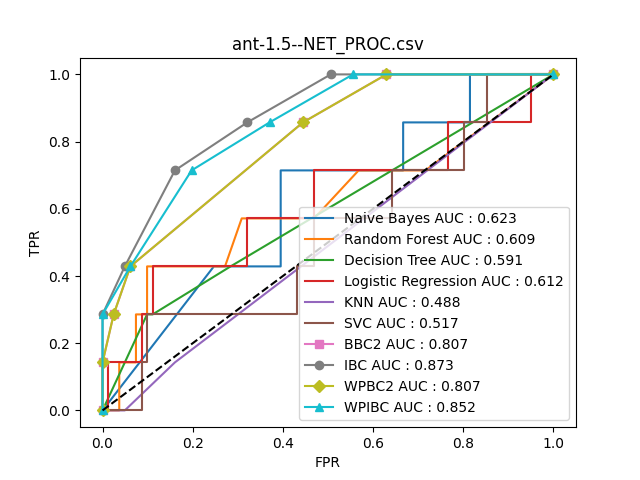 ant-1.5--NET_PROC.csv
TPR
1.0
0.8
0.6
0.4
0.2
0.0
Naive Bayes AUC : 0.623
Random Forest AUC : 0.609
Decision Tree AUC : 0.591
Logistic Regression AUC : 0.612
KNN AUC : 0.488
SVC AUC : 0.517
BBC2 AUC : 0.807
IBC AUC : 0.873
WPBC2 AUC : 0.807
WPIBC AUC : 0.852
0.0 0.2 0.4 0.6 0.8 1.0
FPR